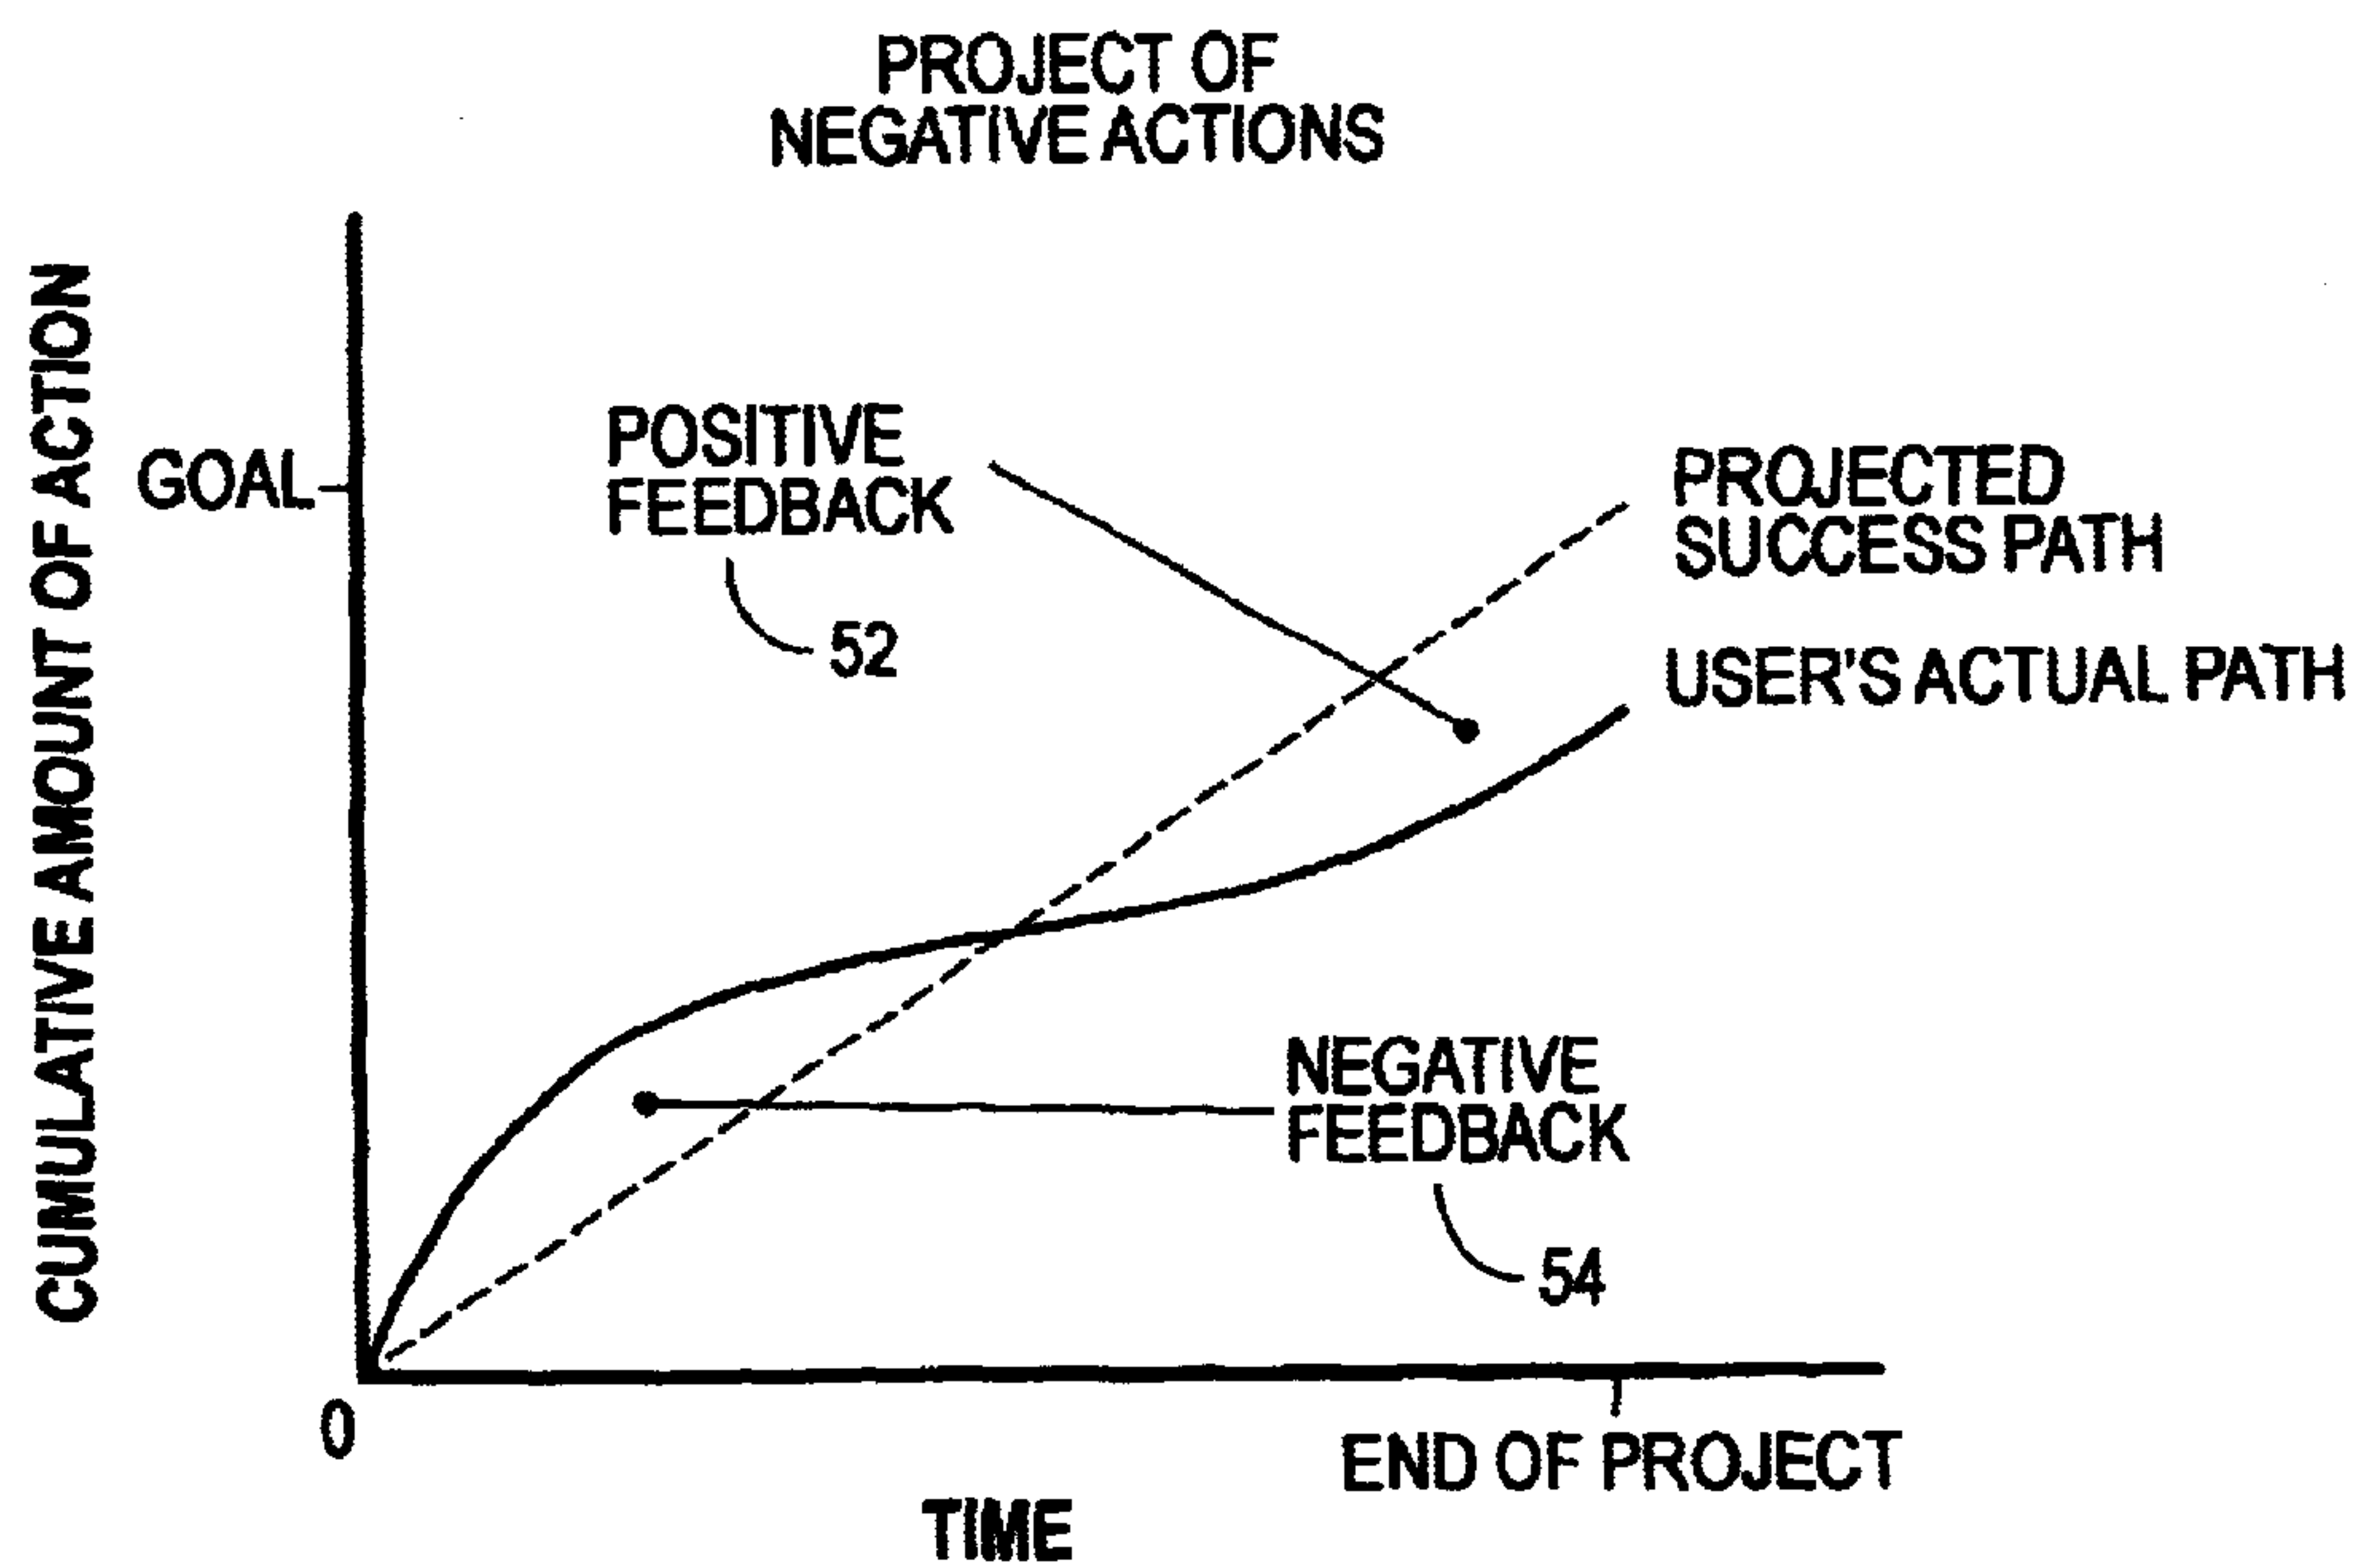 PROJECT OF
NEGATIVE ACTIONS
CUMULATIVE AMOUNT OF ACTION
GOAL
POSITIVE
FEEDBACK
52
PROJECTED
SUCCESS PATH
USER'S ACTUAL PATH
NEGATIVE
FEEDBACK
54
0
END OF PROJECT
TIME